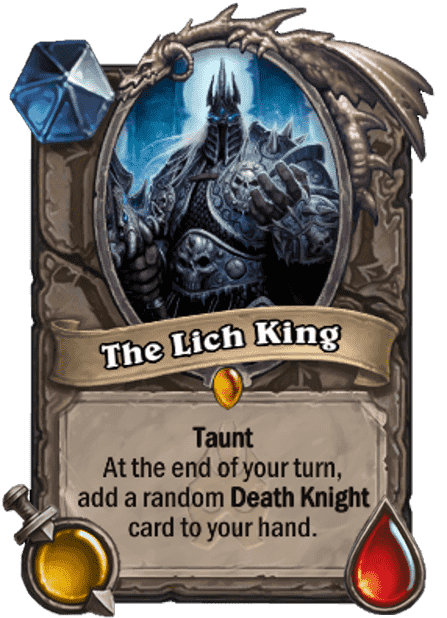 The Lich King
Taunt
At the end of your turn,
add a random Death Knight
card to your hand.